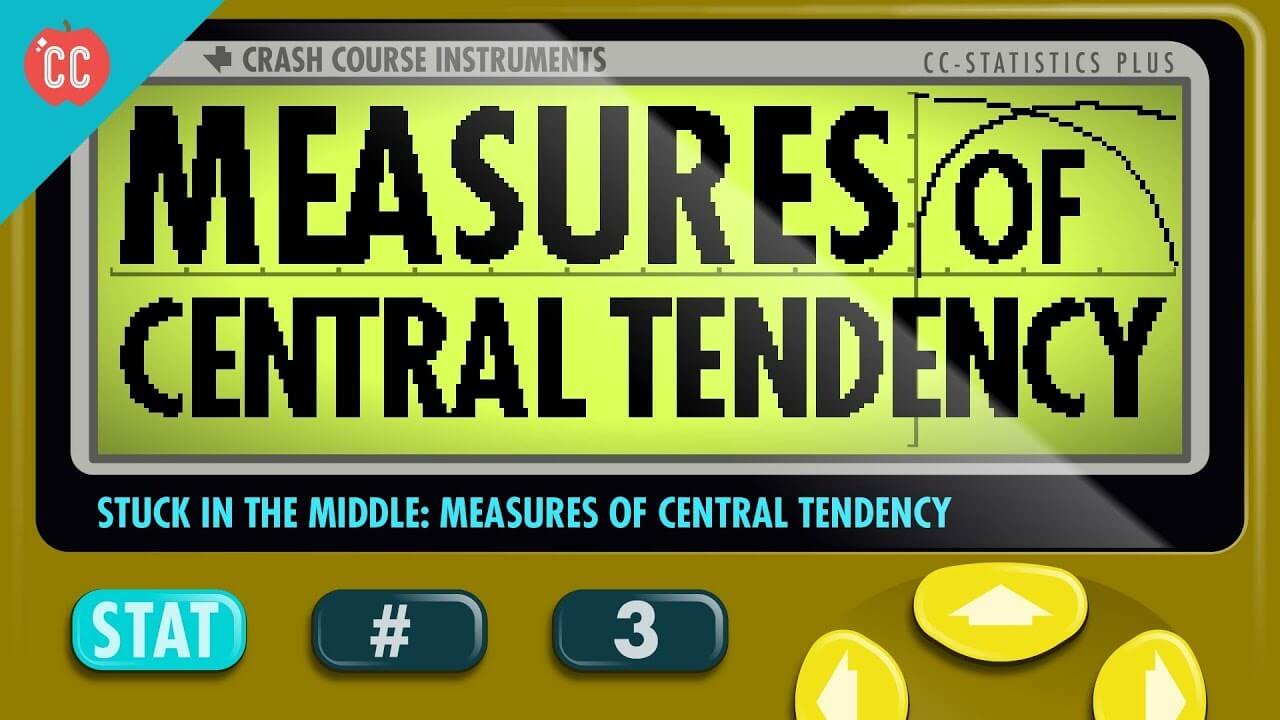 CC
CRASH COURSE INSTRUMENTS
CC-STATISTICS PLUS
MEASURES OF
CENTRAL TENDENCY
STUCK IN THE MIDDLE: MEASURES OF CENTRAL TENDENCY
STAT
#
3